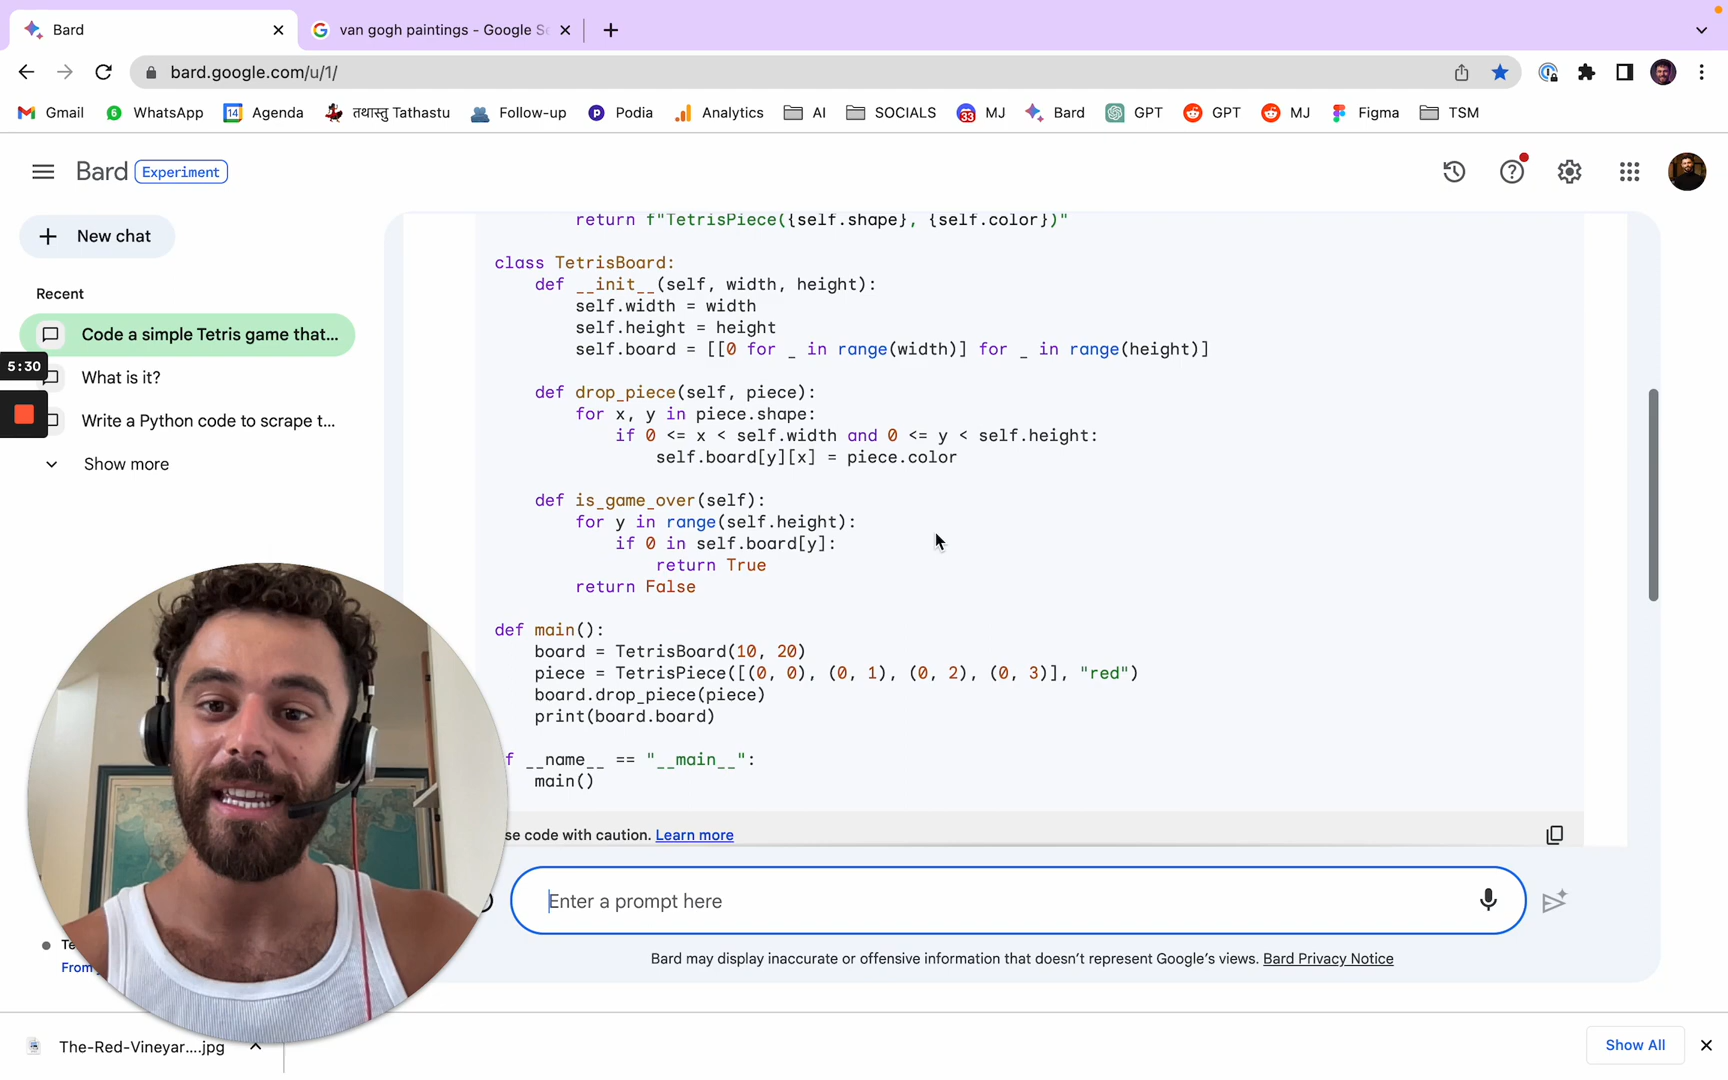 Bard
van gogh paintings - Google Se
bard.google.com/u/1/
Gmail
6
WhatsApp
14
Agenda
तथास्तु Tathastu
Follow-up
Podia
Analytics
AI
SOCIALS
33
MJ
Bard
GPT
GPT
MJ
Figma
TSM
Bard
Experiment
New chat
Recent
Code a simple Tetris game that...
5:30
What is it?
Write a Python code to scrape t...
Show more
return f"TetrisPiece({self.shape}, {self.color})"
class TetrisBoard:
def __init__(self, width, height):
self.width = width
self.height = height
self.board = [[0 for _ in range(width)] for _ in range(height)]
def drop_piece(self, piece):
for x, y in piece.shape:
if 0 <= x < self.width and 0 <= y < self.height:
self.board[y][x] = piece.color
def is_game_over(self):
for y in range(self.height):
if 0 in self.board[y]:
return True
return False
def main():
board = TetrisBoard(10, 20)
piece = TetrisPiece([(0, 0), (0, 1), (0, 2), (0, 3)], "red")
board.drop_piece(piece)
print(board.board)
f __name__ == "__main__":
main()
se code with caution. Learn more
Enter a prompt here
Te
From
Bard may display inaccurate or offensive information that doesn't represent Google's views. Bard Privacy Notice
The-Red-Vineyar....jpg
Show All